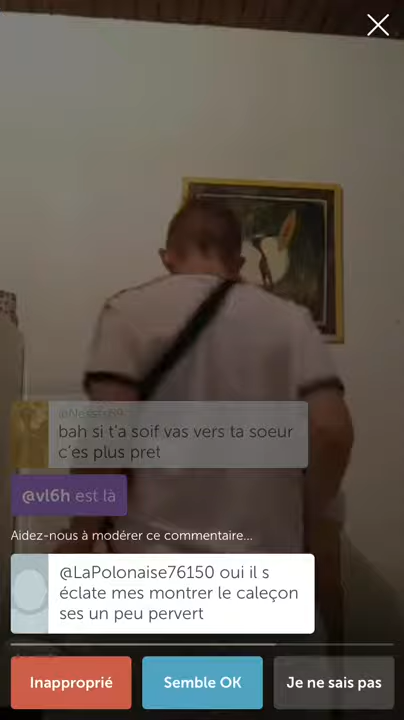 @Nessrs69
bah si t'a soif vas vers ta soeur
c'es plus pret
@vl6h est là
Aidez-nous à modérer ce commentaire...
@LaPolonaise76150 oui il s
éclate mes montrer le caleçon
ses un peu pervert
Inapproprié Semble OK Je ne sais pas